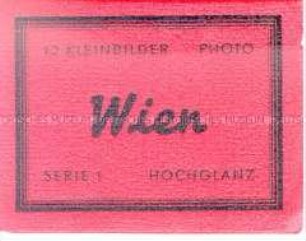 12 KLEINBILDER PHOTO
Wien
SERIE 1 HOCHGLANZ